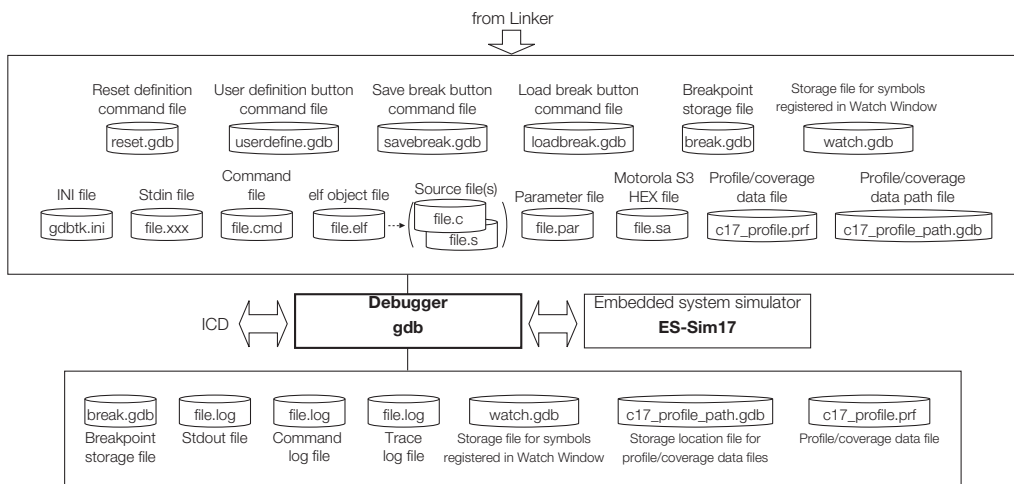 from Linker
Reset definition
command file
reset.gdb
User definition button
command file
userdefine.gdb
Save break button
command file
savebreak.gdb
Load break button
command file
loadbreak.gdb
Breakpoint
storage file
break.gdb
Storage file for symbols
registered in Watch Window
watch.gdb
INI file
gdbtk.ini
Stdin file
file.xxx
Command
file
file.cmd
elf object file
file.elf
Source file(s)
file.c
file.s
Parameter file
file.par
Motorola S3
HEX file
file.sa
Profile/coverage
data file
c17_profile.prf
Profile/coverage
data path file
c17_profile_path.gdb
ICD
Debugger
gdb
Embedded system simulator
ES-Sim17
break.gdb
Breakpoint
storage file
file.log
Stdout file
file.log
Command
log file
file.log
Trace
log file
watch.gdb
Storage file for symbols
registered in Watch Window
c17_profile_path.gdb
Storage location file for
profile/coverage data files
c17_profile.prf
Profile/coverage data file